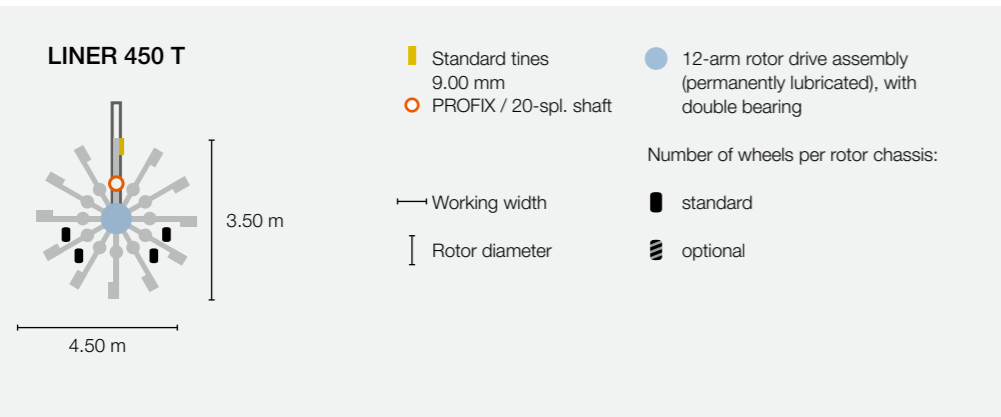 LINER 450 T
3.50 m
4.50 m
Standard tines
9.00 mm
PROFIX / 20-spl. shaft
Working width
Rotor diameter
12-arm rotor drive assembly
(permanently lubricated), with
double bearing
Number of wheels per rotor chassis:
standard
optional